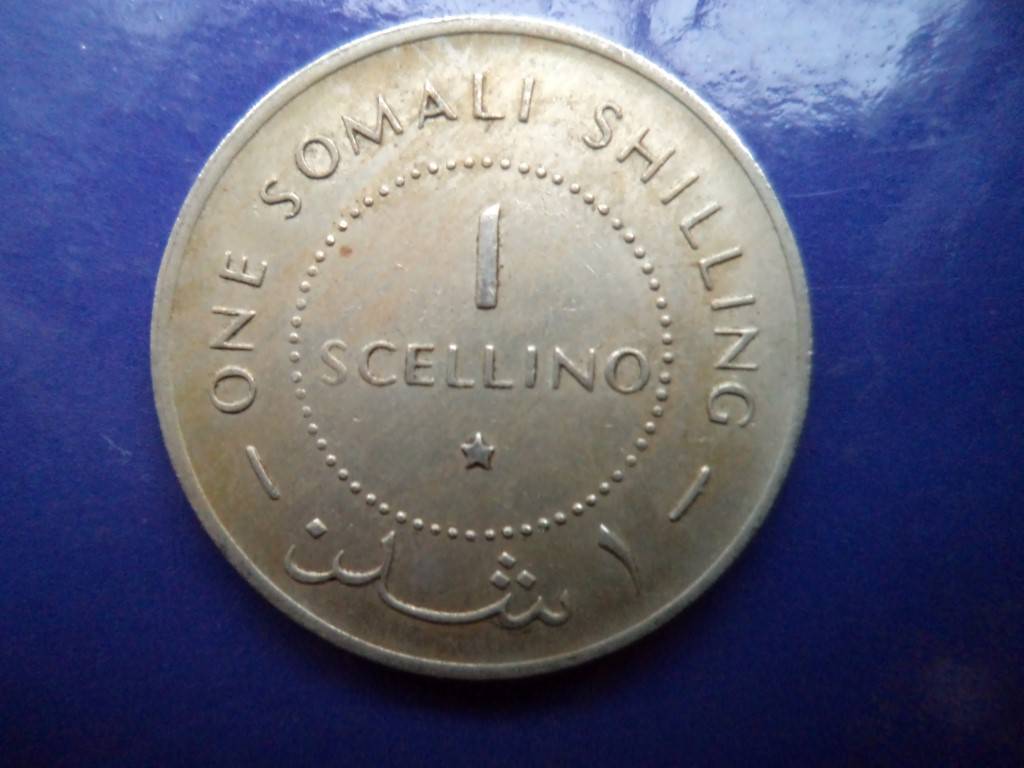 - ONE SOMALI SHILLING -
1
SCELLINO
١ شلن